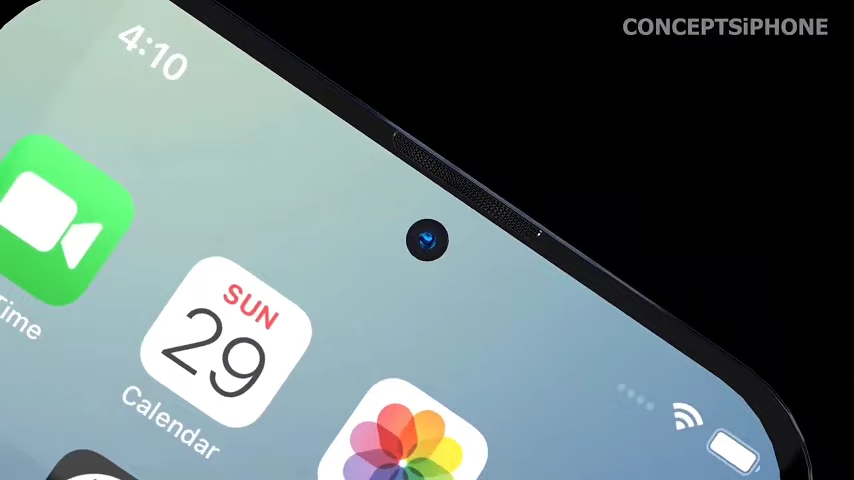 CONCEPTSiPHONE
4:10
Time
SUN
29
Calendar